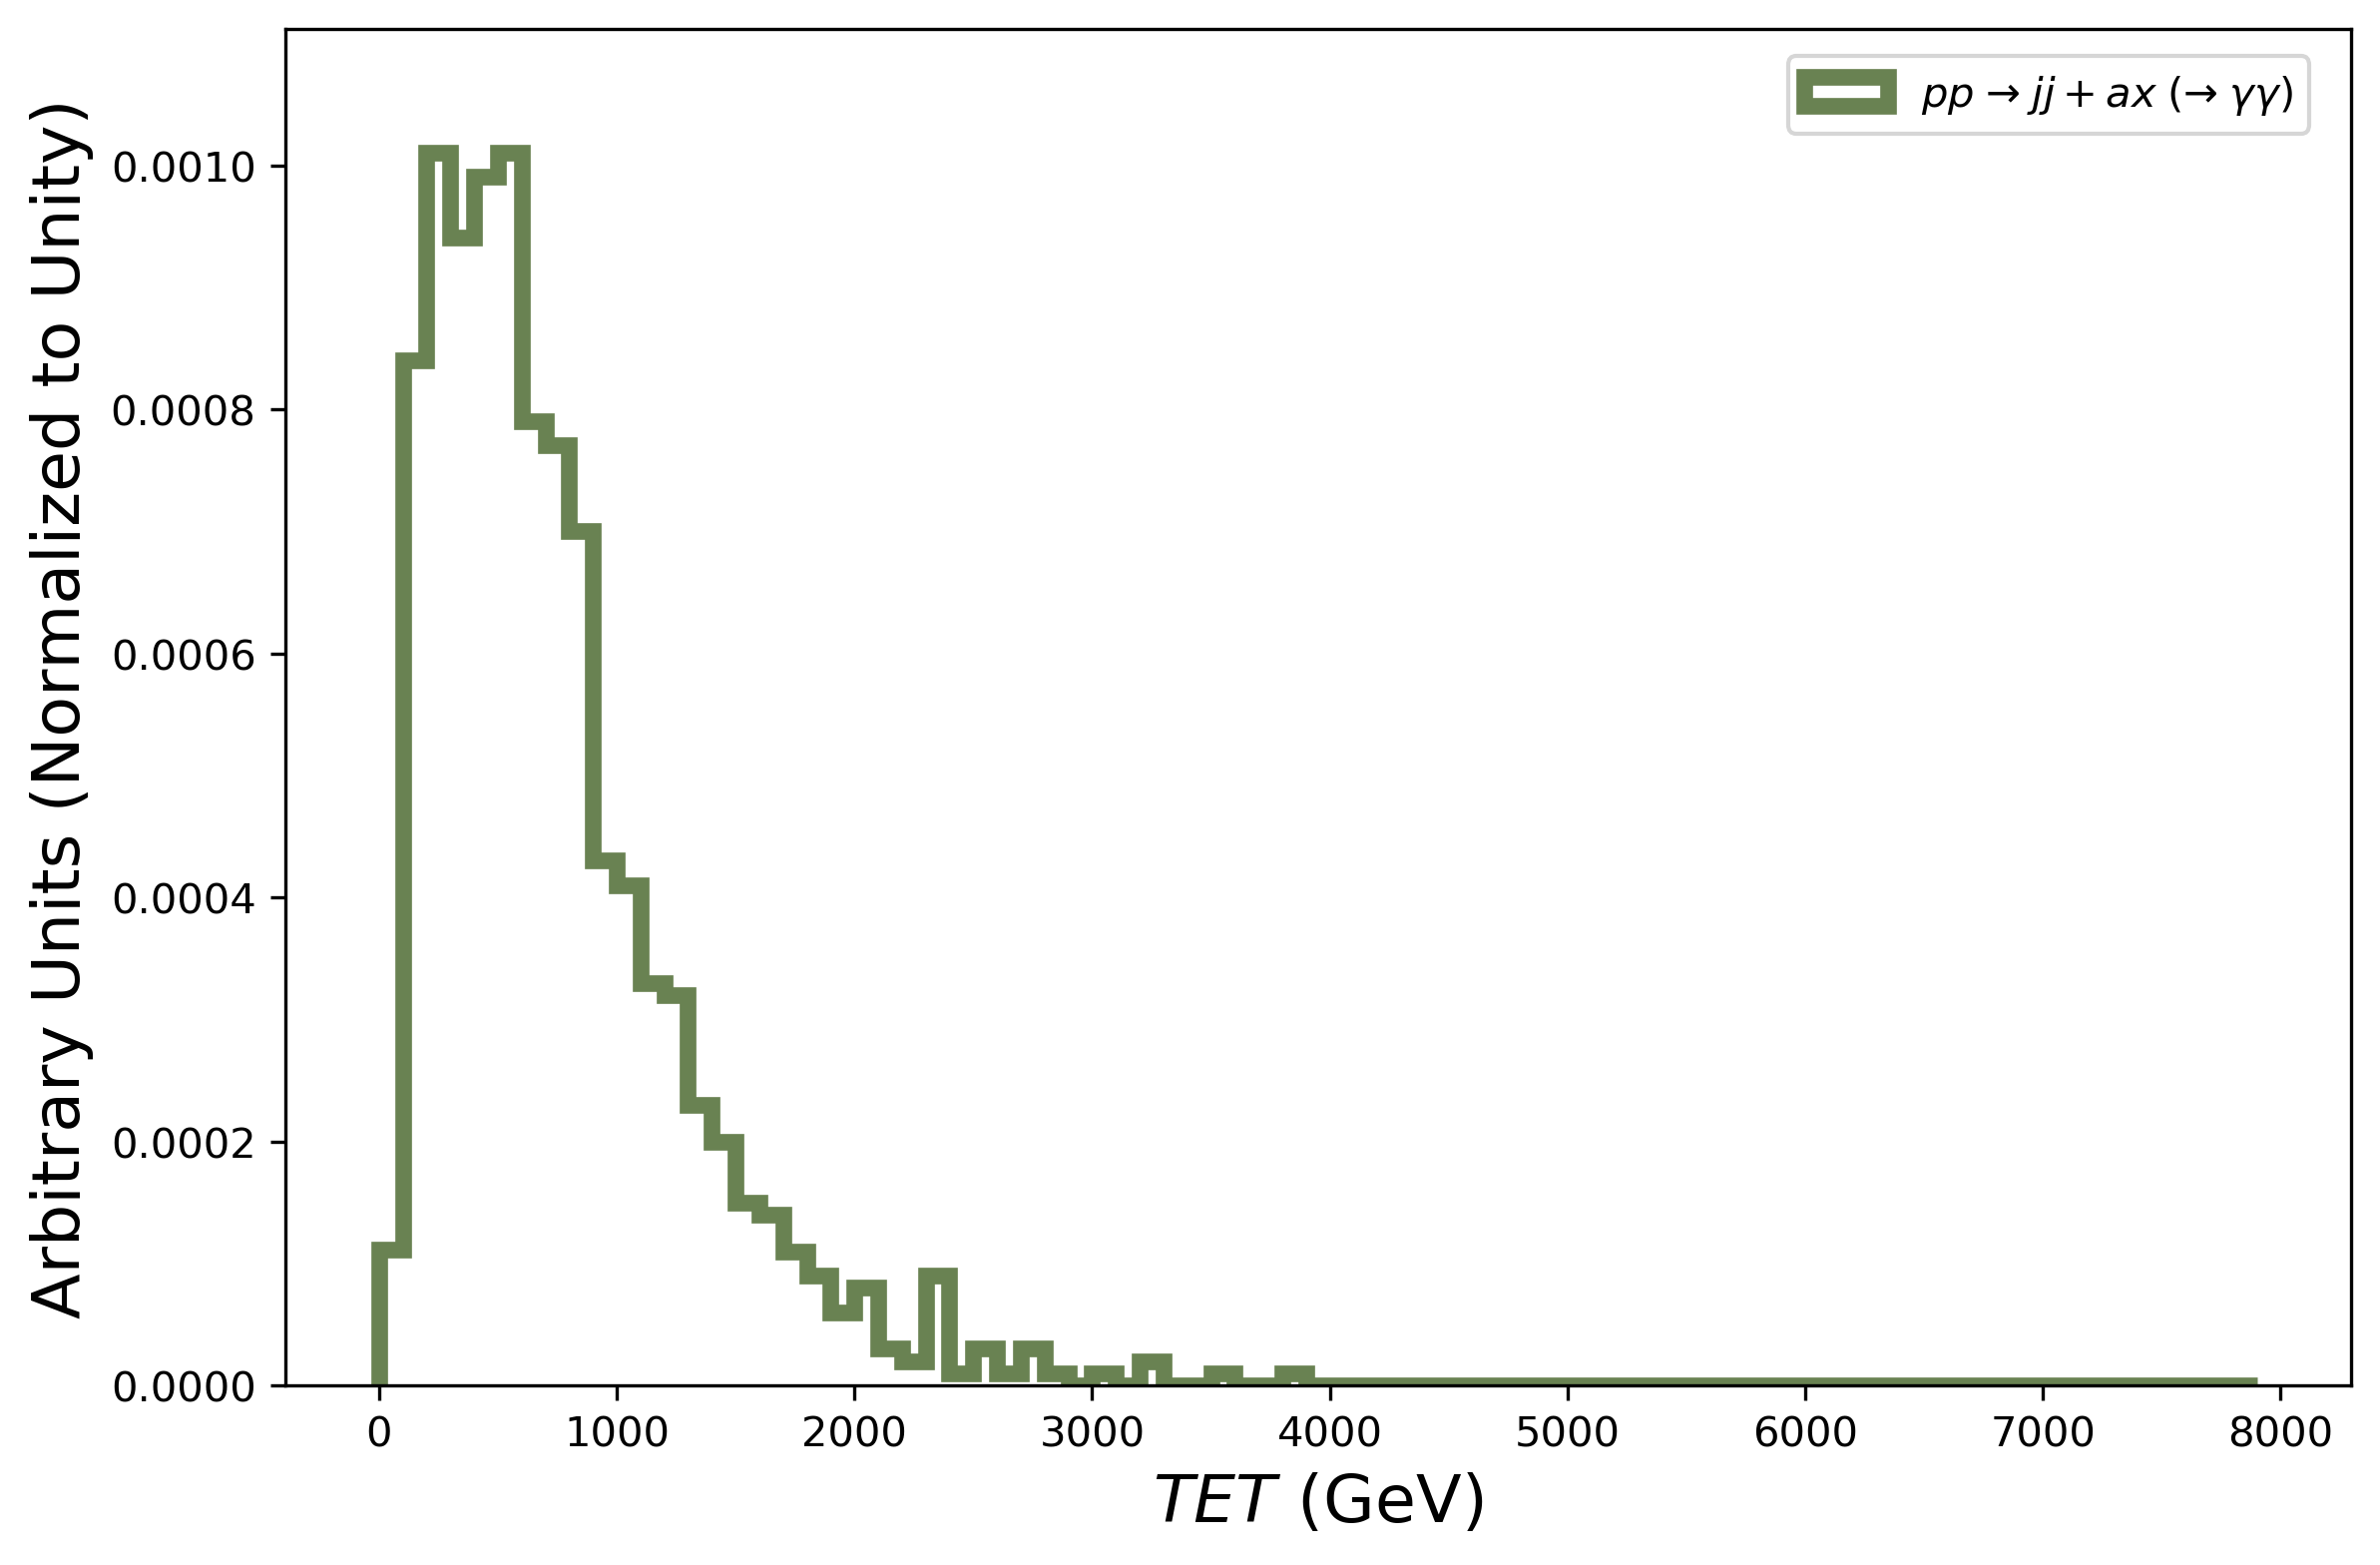 pp → jj + ax (→ γγ)
Arbitrary Units (Normalized to Unity)
0.0010
0.0008
0.0006
0.0004
0.0002
0.0000
0 1000 2000 3000 4000 5000 6000 7000 8000
TET (GeV)